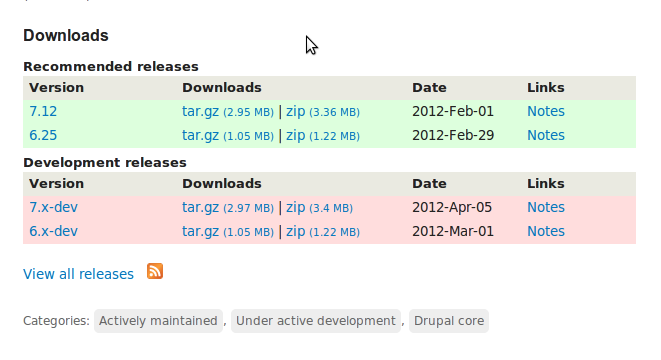 Downloads
Recommended releases
Version Downloads Date Links
7.12 tar.gz (2.95 MB) | zip (3.36 MB) 2012-Feb-01 Notes
6.25 tar.gz (1.05 MB) | zip (1.22 MB) 2012-Feb-29 Notes
Development releases
Version Downloads Date Links
7.x-dev tar.gz (2.97 MB) | zip (3.4 MB) 2012-Apr-05 Notes
6.x-dev tar.gz (1.05 MB) | zip (1.22 MB) 2012-Mar-01 Notes
View all releases
Categories: Actively maintained , Under active development , Drupal core